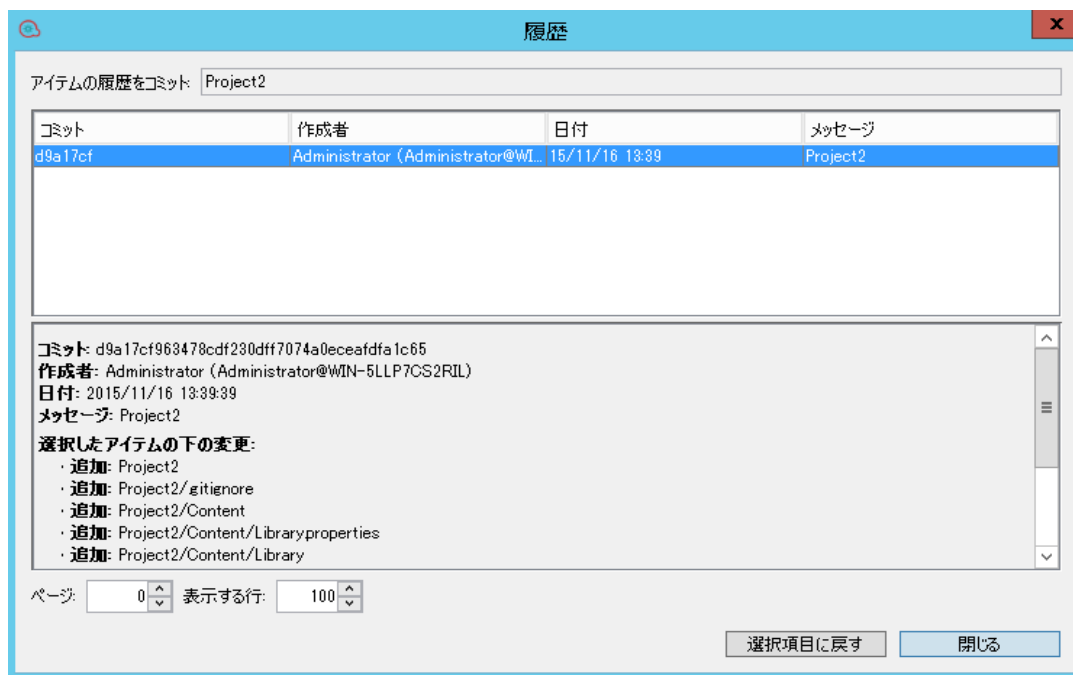 履歴
アイテムの履歴をコミット: Project2
コミット 作成者 日付 メッセージ
d9a17cf Administrator (Administrator@WI... 15/11/16 13:39 Project2
コミット: d9a17cf963478cdf230dff7074a0eceafdfa1c65
作成者: Administrator (Administrator@WIN-5LLP7CS2RIL)
日付: 2015/11/16 13:39:39
メッセージ: Project2
選択したアイテムの下の変更:
・追加: Project2
・追加: Project2/.gitignore
・追加: Project2/Content
・追加: Project2/Content/Library.properties
・追加: Project2/Content/Library
ページ: 0 表示する行: 100
選択項目に戻す 閉じる